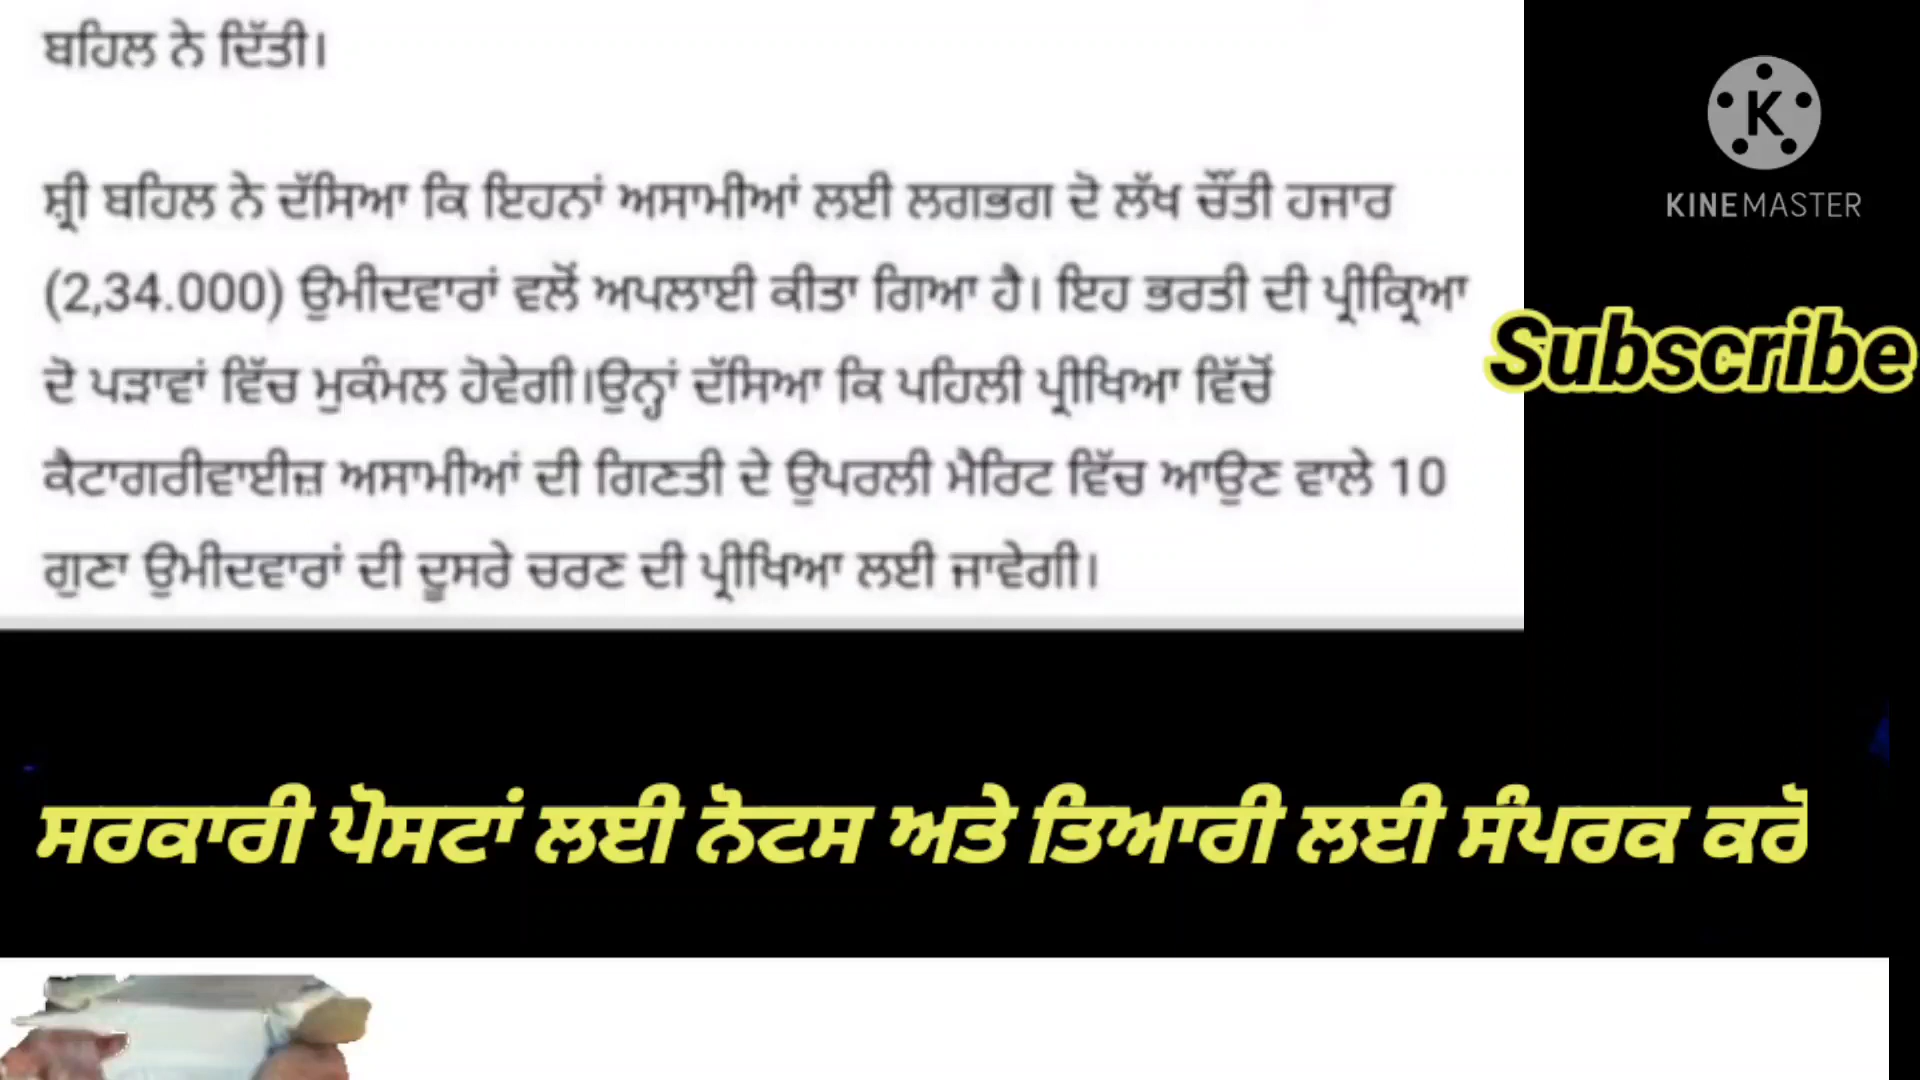 ਬਹਿਲ ਨੇ ਦਿੱਤੀ।
ਸ਼੍ਰੀ ਬਹਿਲ ਨੇ ਦੱਸਿਆ ਕਿ ਇਹਨਾਂ ਅਸਾਮੀਆਂ ਲਈ ਲਗਭਗ ਦੋ ਲੱਖ ਚੌਂਤੀ ਹਜਾਰ
(2,34.000) ਉਮੀਦਵਾਰਾਂ ਵਲੋਂ ਅਪਲਾਈ ਕੀਤਾ ਗਿਆ ਹੈ। ਇਹ ਭਰਤੀ ਦੀ ਪ੍ਰੀਕ੍ਰਿਆ
ਦੋ ਪੜਾਵਾਂ ਵਿੱਚ ਮੁਕੰਮਲ ਹੋਵੇਗੀ।ਉਨ੍ਹਾਂ ਦੱਸਿਆ ਕਿ ਪਹਿਲੀ ਪ੍ਰੀਖਿਆ ਵਿੱਚੋਂ
ਕੈਟਾਗਰੀਵਾਈਜ਼ ਅਸਾਮੀਆਂ ਦੀ ਗਿਣਤੀ ਦੇ ਉਪਰਲੀ ਮੈਰਿਟ ਵਿੱਚ ਆਉਣ ਵਾਲੇ 10
ਗੁਣਾ ਉਮੀਦਵਾਰਾਂ ਦੀ ਦੂਸਰੇ ਚਰਣ ਦੀ ਪ੍ਰੀਖਿਆ ਲਈ ਜਾਵੇਗੀ।
K
KINEMASTER
Subscribe
ਸਰਕਾਰੀ ਪੋਸਟਾਂ ਲਈ ਨੋਟਸ ਅਤੇ ਤਿਆਰੀ ਲਈ ਸੰਪਰਕ ਕਰੋ